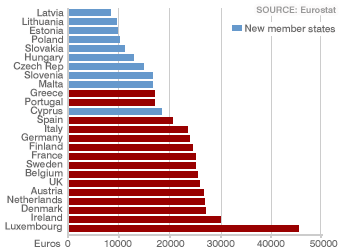 SOURCE: Eurostat
New member states
Latvia
Lithuania
Estonia
Poland
Slovakia
Hungary
Czech Rep
Slovenia
Malta
Greece
Portugal
Cyprus
Spain
Italy
Germany
Finland
France
Sweden
Belgium
UK
Austria
Netherlands
Denmark
Ireland
Luxembourg
Euros 0 10000 20000 30000 40000 50000